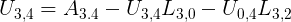 U_{3,4} = A_{3.4} - U_{3,4}L_{3,0} - U_{0,4}L_{3,2}